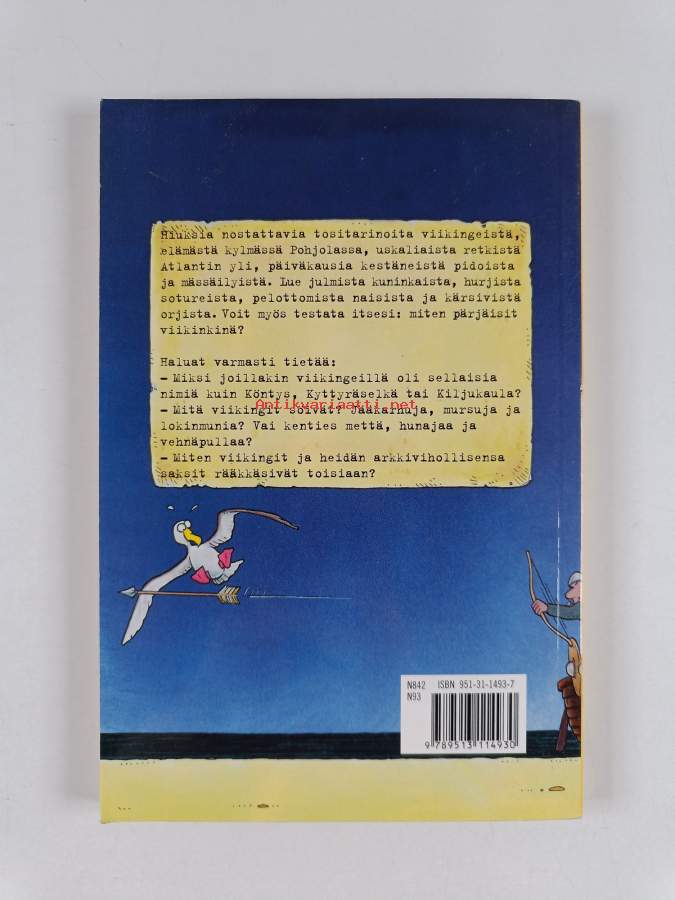 Hiuksia nostattavia tositarinoita viikingeistä,
elämästä kylmässä Pohjolassa, uskaliaista retkistä
Atlantin yli, päiväkausia kestäneistä pidoista
ja mässäilyistä. Lue julmista kuninkaista, hurjista
sotureista, pelottomista naisista ja kärsivistä
orjista. Voit myös testata itsesi: miten pärjäisit
viikinkinä?
Haluat varmasti tietää:
– Miksi joillakin viikingeillä oli sellaisia
nimiä kuin Köntys, Kyttyräselkä tai Kiljukaula?
Antikvariaatti.net
– Mitä viikingit söivät? Jääkarhuja, mursuja ja
lokinmunia? Vai kenties mettä, hunajaa ja
vehnäpullaa?
– Miten viikingit ja heidän arkkivihollisensa
saksit rääkkäsivät toisiaan?
N842 ISBN 951-31-1493-7
N93
9 789513 114930